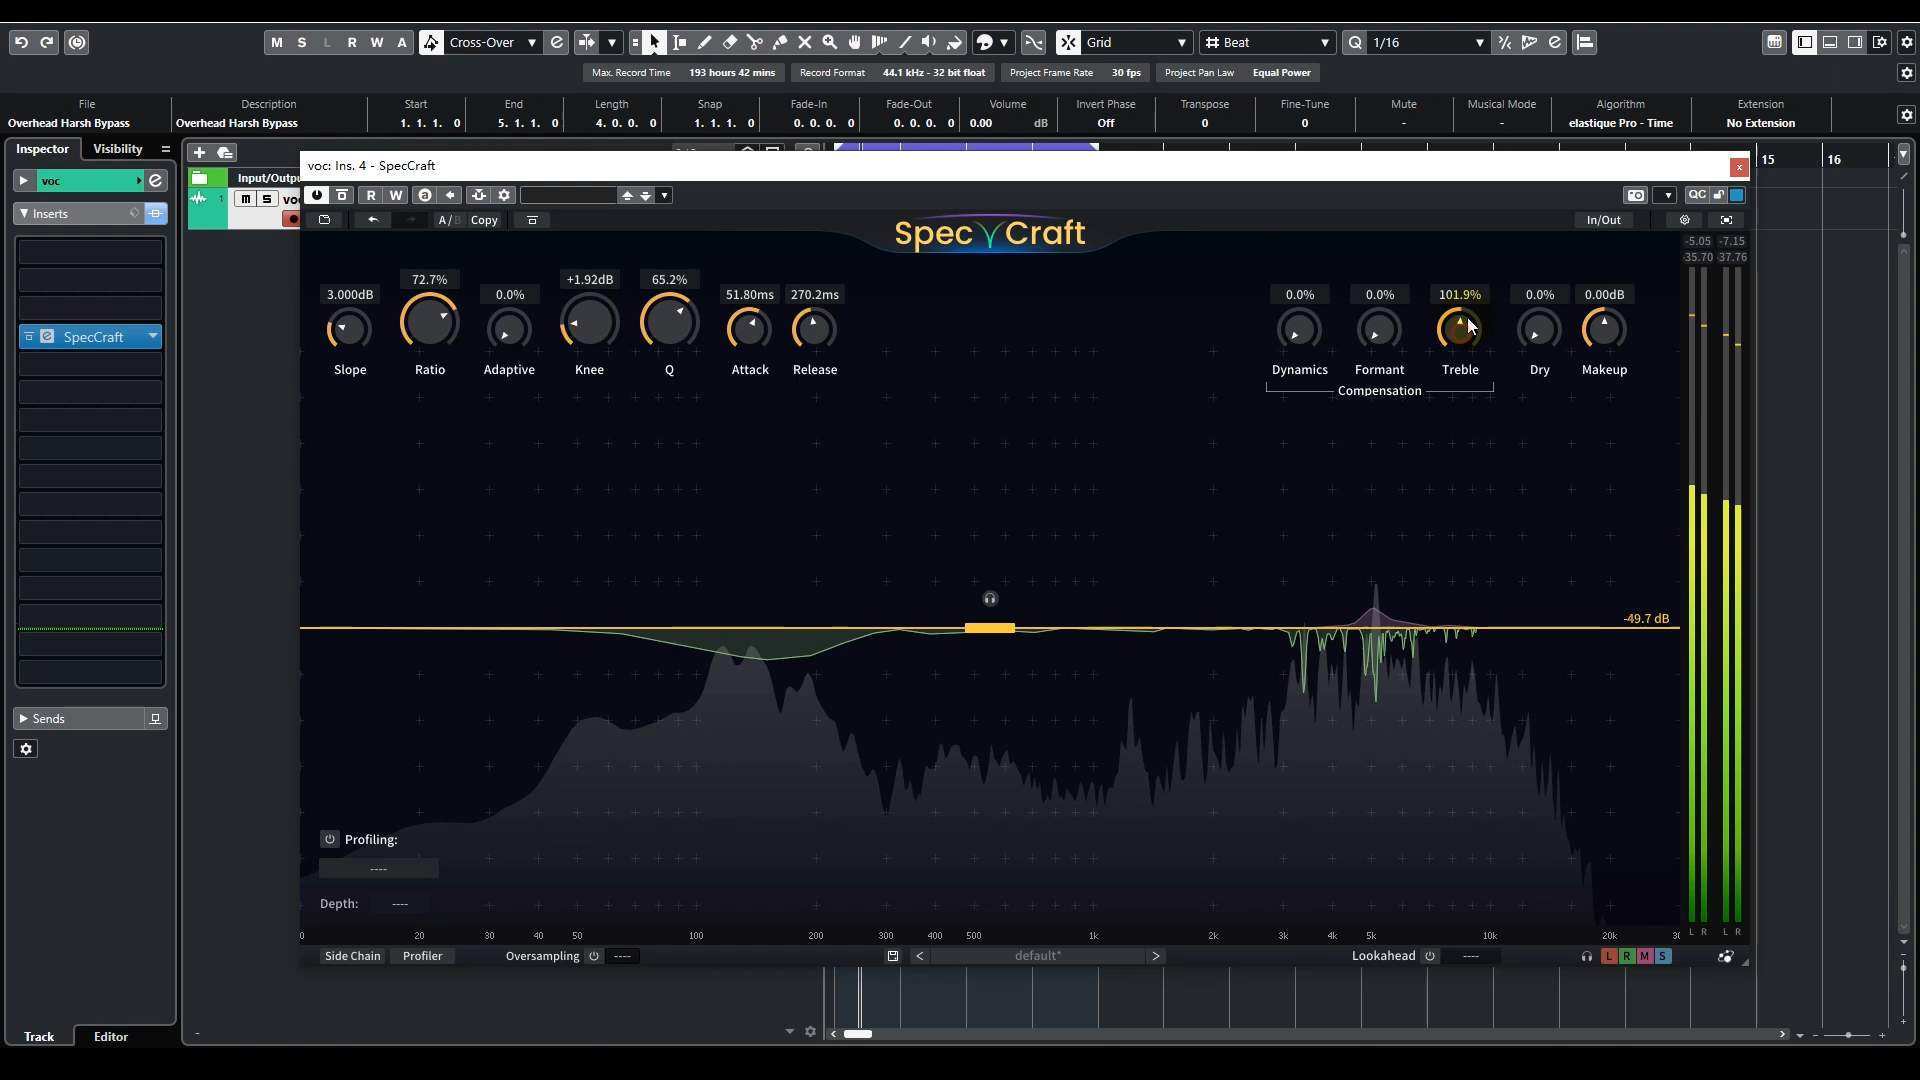 M S L R W A Cross-Over Grid Beat Q 1/16
Max. Record Time 193 hours 42 mins Record Format 44.1 kHz - 32 bit float Project Frame Rate 30 fps Project Pan Law Equal Power
File Description Start End Length Snap Fade-In Fade-Out Volume Invert Phase Transpose Fine-Tune Mute Musical Mode Algorithm Extension
Overhead Harsh Bypass Overhead Harsh Bypass 1. 1. 1. 0 5. 1. 1. 0 4. 0. 0. 0 1. 1. 1. 0 0. 0. 0. 0 0. 0. 0. 0 0.00 dB Off 0 0 - - elastique Pro - Time No Extension
Inspector Visibility
15 16
voc: Ins. 4 - SpecCraft
voc
Input/Outpu
R W a QC
1 m S voc
Inserts
A/B Copy In/Out
SpecCraft
-5.05 -7.15
-35.70 -37.76
3.000dB 72.7% 0.0% +1.92dB 65.2% 51.80ms 270.2ms 0.0% 0.0% 101.9% 0.0% 0.00dB
SpecCraft
Slope Ratio Adaptive Knee Q Attack Release Dynamics Formant Treble Dry Makeup
Compensation
-49.7 dB
Sends
Profiling:
----
Depth: ----
20 30 40 50 100 200 300 400 500 1k 2k 3k 4k 5k 10k 20k L R L R
Side Chain Profiler Oversampling ---- < default* > Lookahead ---- L R M S
Track Editor -